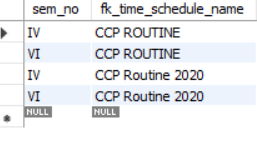 sem_no fk_time_schedule_name
IV CCP ROUTINE
VI CCP ROUTINE
IV CCP Routine 2020
VI CCP Routine 2020
NULL NULL